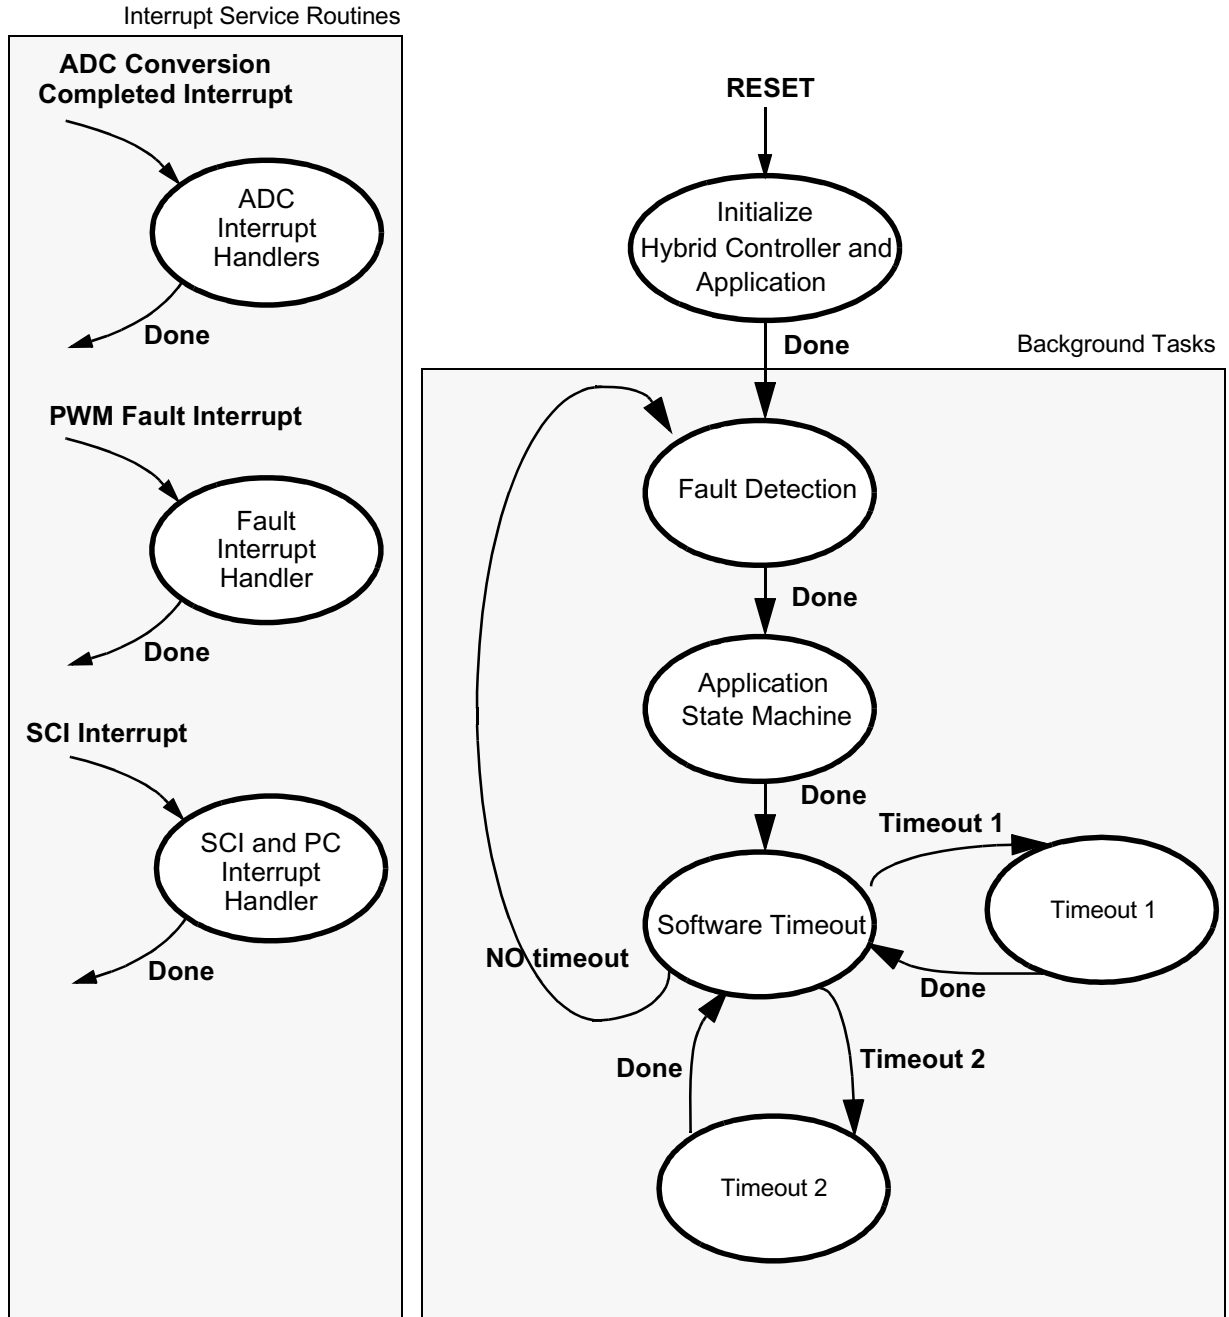 Interrupt Service Routines
ADC Conversion
Completed Interrupt
ADC
Interrupt
Handlers
Done
PWM Fault Interrupt
Fault
Interrupt
Handler
Done
SCI Interrupt
SCI and PC
Interrupt
Handler
Done
RESET
Initialize
Hybrid Controller and
Application
Done
Background Tasks
Fault Detection
Done
Application
State Machine
Done
Timeout 1
Software Timeout
Timeout 1
NO timeout
Done
Done
Timeout 2
Timeout 2